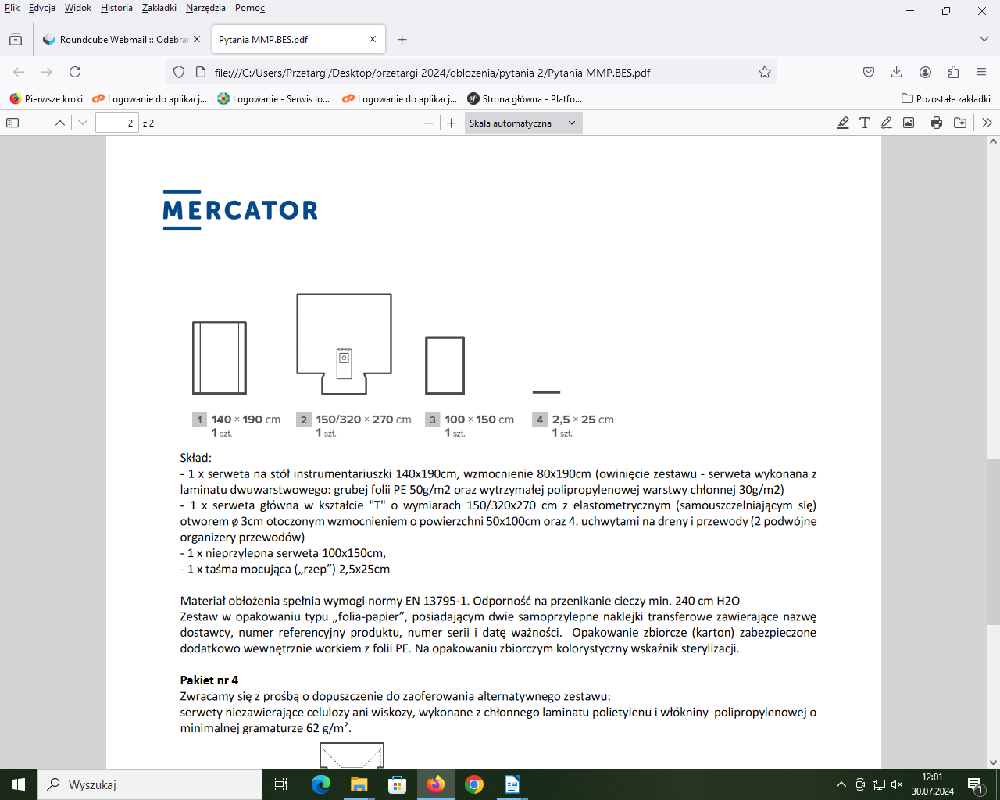 Plik Edycja Widok Historia Zakładki Narzędzia Pomoc
Roundcube Webmail :: Odebran
Pytania MMP.BES.pdf
file:///C:/Users/Przetargi/Desktop/przetargi 2024/oblozenia/pytania 2/Pytania MMP.BES.pdf
Pierwsze kroki
Logowanie do aplikacj...
Logowanie - Serwis lo...
Logowanie do aplikacj...
Strona główna - Platfo...
Pozostałe zakładki
2 z 2
Skala automatyczna
MERCATOR
1 140 × 190 cm
1 szt.
2 150/320 × 270 cm
1 szt.
3 100 × 150 cm
1 szt.
4 2,5 × 25 cm
1 szt.
Skład:
- 1 x serweta na stół instrumentariuszki 140x190cm, wzmocnienie 80x190cm (owinięcie zestawu - serweta wykonana z
laminatu dwuwarstwowego: grubej folii PE 50g/m2 oraz wytrzymałej polipropylenowej warstwy chłonnej 30g/m2)
- 1 x serweta główna w kształcie "T" o wymiarach 150/320x270 cm z elastometrycznym (samouszczelniającym się)
otworem ø 3cm otoczonym wzmocnieniem o powierzchni 50x100cm oraz 4. uchwytami na dreny i przewody (2 podwójne
organizery przewodów)
- 1 x nieprzylepna serweta 100x150cm,
- 1 x taśma mocująca („rzep”) 2,5x25cm
Materiał obłożenia spełnia wymogi normy EN 13795-1. Odporność na przenikanie cieczy min. 240 cm H2O
Zestaw w opakowaniu typu „folia-papier”, posiadającym dwie samoprzylepne naklejki transferowe zawierające nazwę
dostawcy, numer referencyjny produktu, numer serii i datę ważności. Opakowanie zbiorcze (karton) zabezpieczone
dodatkowo wewnętrznie workiem z folii PE. Na opakowaniu zbiorczym kolorystyczny wskaźnik sterylizacji.
Pakiet nr 4
Zwracamy się z prośbą o dopuszczenie do zaoferowania alternatywnego zestawu:
serwety niezawierające celulozy ani wiskozy, wykonane z chłonnego laminatu polietylenu i włókniny polipropylenowej o
minimalnej gramaturze 62 g/m².
Wyszukaj
12:01
30.07.2024
1